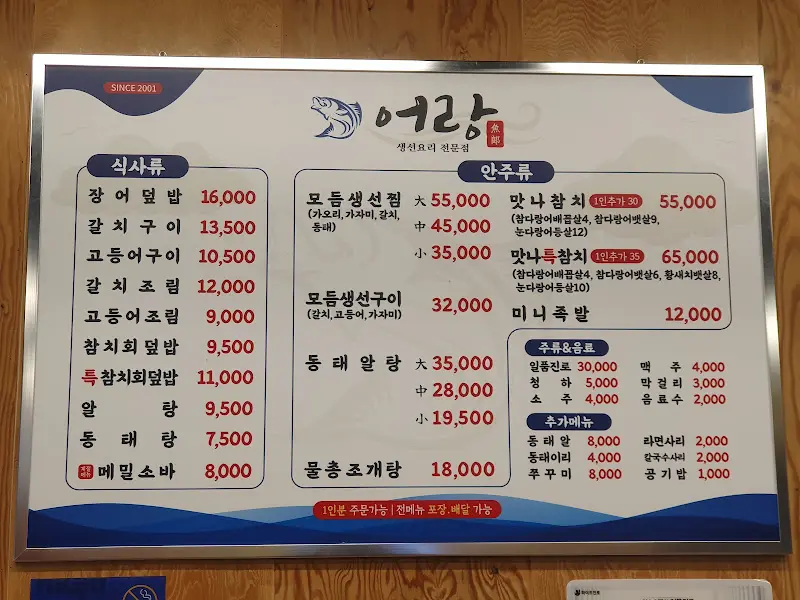 SINCE 2001
어랑
魚郞
생선요리 전문점
식사류
장어덮밥 16,000
갈치구이 13,500
고등어구이 10,500
갈치조림 12,000
고등어조림 9,000
참치회덮밥 9,500
특참치회덮밥 11,000
알탕 9,500
동태탕 7,500
메밀소바 8,000
안주류
모듬생선찜 大 55,000
(가오리,가자미,갈치,
동태)
中 45,000
小 35,000
모듬생선구이 32,000
(갈치,고등어,가자미)
동태알탕 大 35,000
中 28,000
小 19,500
물총조개탕 18,000
맛나참치 1인추가 30 55,000
(참다랑어배꼽살4, 참다랑어뱃살9,
눈다랑어등살12)
맛나특참치 1인추가 35 65,000
(참다랑어배꼽살4, 참다랑어뱃살6, 황새치뱃살8,
눈다랑어등살10)
미니족발 12,000
주류&음료
일품진로 30,000 맥주 4,000
청하 5,000 막걸리 3,000
소주 4,000 음료수 2,000
추가메뉴
동태알 8,000 라면사리 2,000
동태이리 4,000 칼국수사리 2,000
쭈꾸미 8,000 공기밥 1,000
1인분 주문가능 | 전메뉴 포장.배달 가능